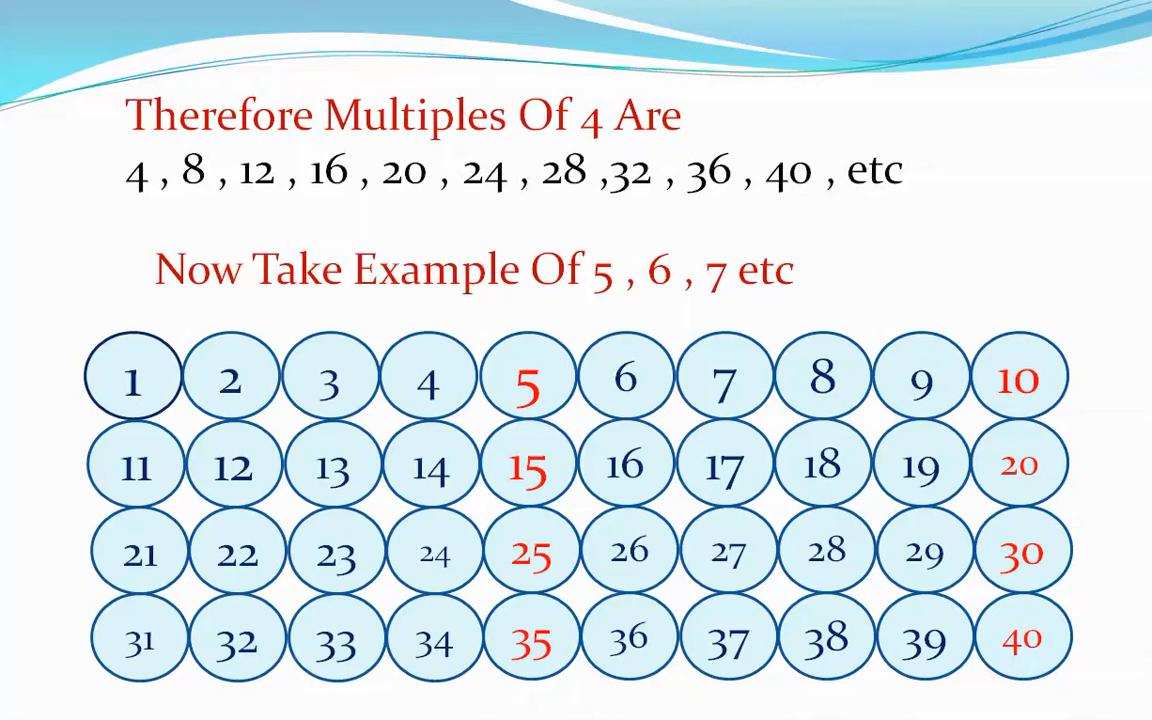 Therefore Multiples Of 4 Are
4 , 8 , 12 , 16 , 20 , 24 , 28 ,32 , 36 , 40 , etc
Now Take Example Of 5 , 6 , 7 etc
1 2 3 4 5 6 7 8 9 10
11 12 13 14 15 16 17 18 19 20
21 22 23 24 25 26 27 28 29 30
31 32 33 34 35 36 37 38 39 40